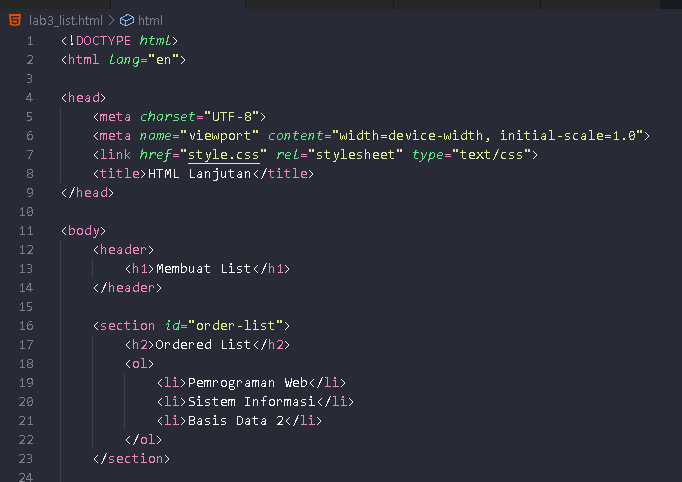 lab3_list.html > html
1 <!DOCTYPE html>
2 <html lang="en">
3
4 <head>
5     <meta charset="UTF-8">
6     <meta name="viewport" content="width=device-width, initial-scale=1.0">
7     <link href="style.css" rel="stylesheet" type="text/css">
8     <title>HTML Lanjutan</title>
9 </head>
10
11 <body>
12     <header>
13         <h1>Membuat List</h1>
14     </header>
15
16     <section id="order-list">
17         <h2>Ordered List</h2>
18         <ol>
19             <li>Pemrograman Web</li>
20             <li>Sistem Informasi</li>
21             <li>Basis Data 2</li>
22         </ol>
23     </section>
24